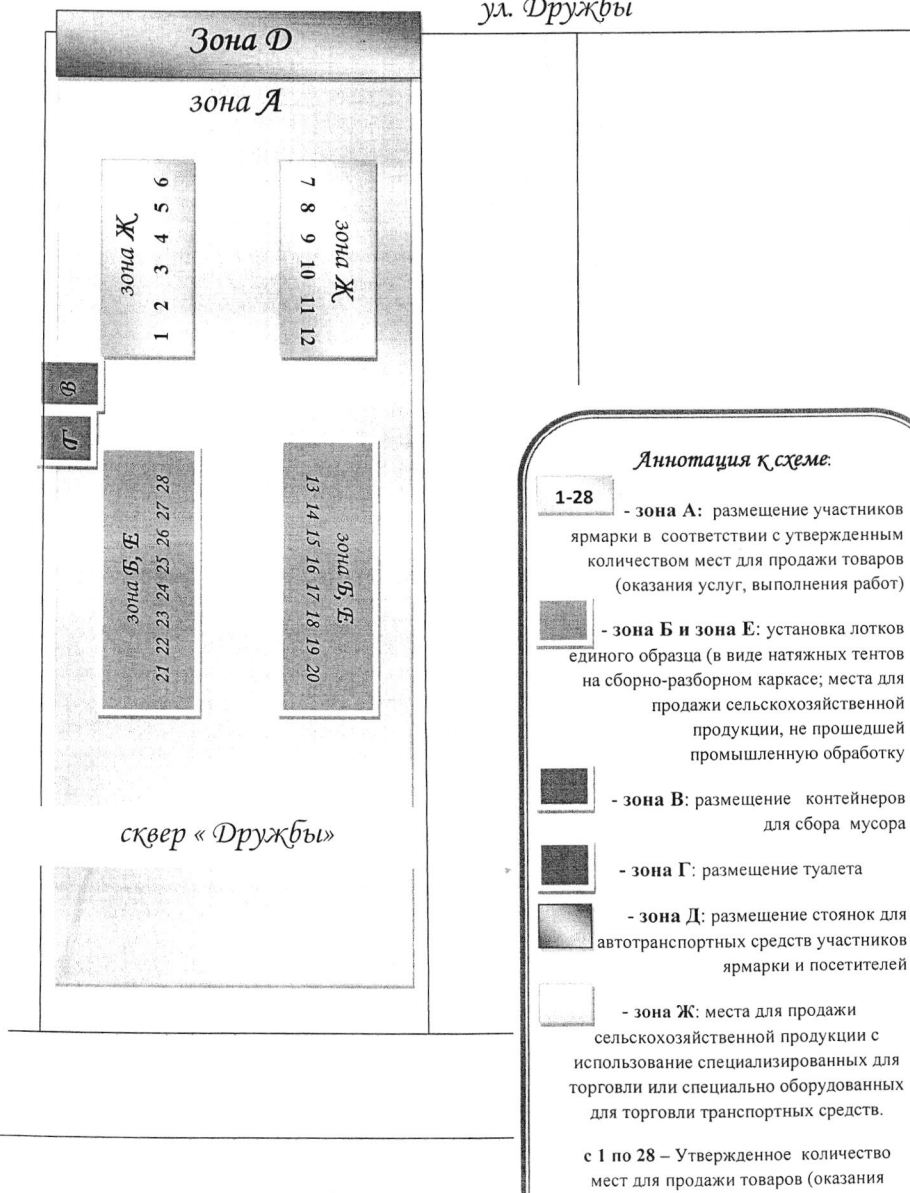 ул. Дружбы
Зона D
зона А
зона Ж
1 2 3 4 5 6
7 8 9 10 11 12
зона Ж
В
Г
зона Б, Е
21 22 23 24 25 26 27 28
13 14 15 16 17 18 19 20
зона Б, Е
сквер « Дружбы»
Аннотация к схеме:
1-28
- зона А: размещение участников
ярмарки в соответствии с утвержденным
количеством мест для продажи товаров
(оказания услуг, выполнения работ)
- зона Б и зона Е: установка лотков
единого образца (в виде натяжных тентов
на сборно-разборном каркасе; места для
продажи сельскохозяйственной
продукции, не прошедшей
промышленную обработку
- зона В: размещение контейнеров
для сбора мусора
- зона Г: размещение туалета
- зона Д: размещение стоянок для
автотранспортных средств участников
ярмарки и посетителей
- зона Ж: места для продажи
сельскохозяйственной продукции с
использование специализированных для
торговли или специально оборудованных
для торговли транспортных средств.
с 1 по 28 – Утвержденное количество
мест для продажи товаров (оказания